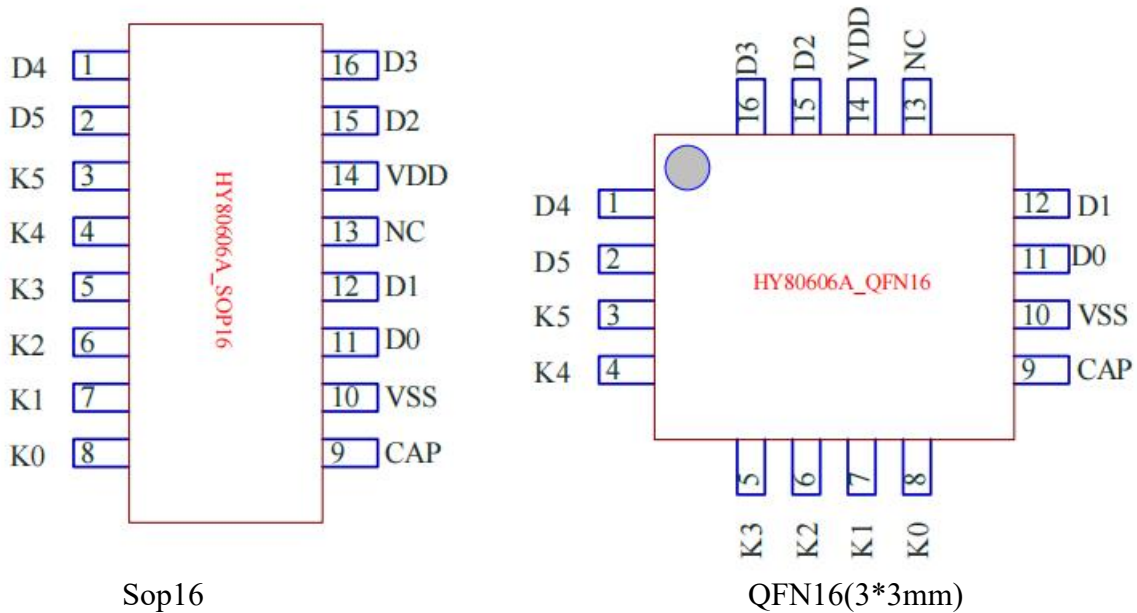 D4 1 16 D3
D5 2 15 D2
K5 3 14 VDD
K4 4 13 NC
K3 5 12 D1
K2 6 11 D0
K1 7 10 VSS
K0 8 9 CAP
HY80606A_SOP16
Sop16
D3 D2 VDD NC
16 15 14 13
D4 1 12 D1
D5 2 11 D0
K5 3 10 VSS
K4 4 9 CAP
HY80606A_QFN16
5 6 7 8
K3 K2 K1 K0
QFN16(3*3mm)